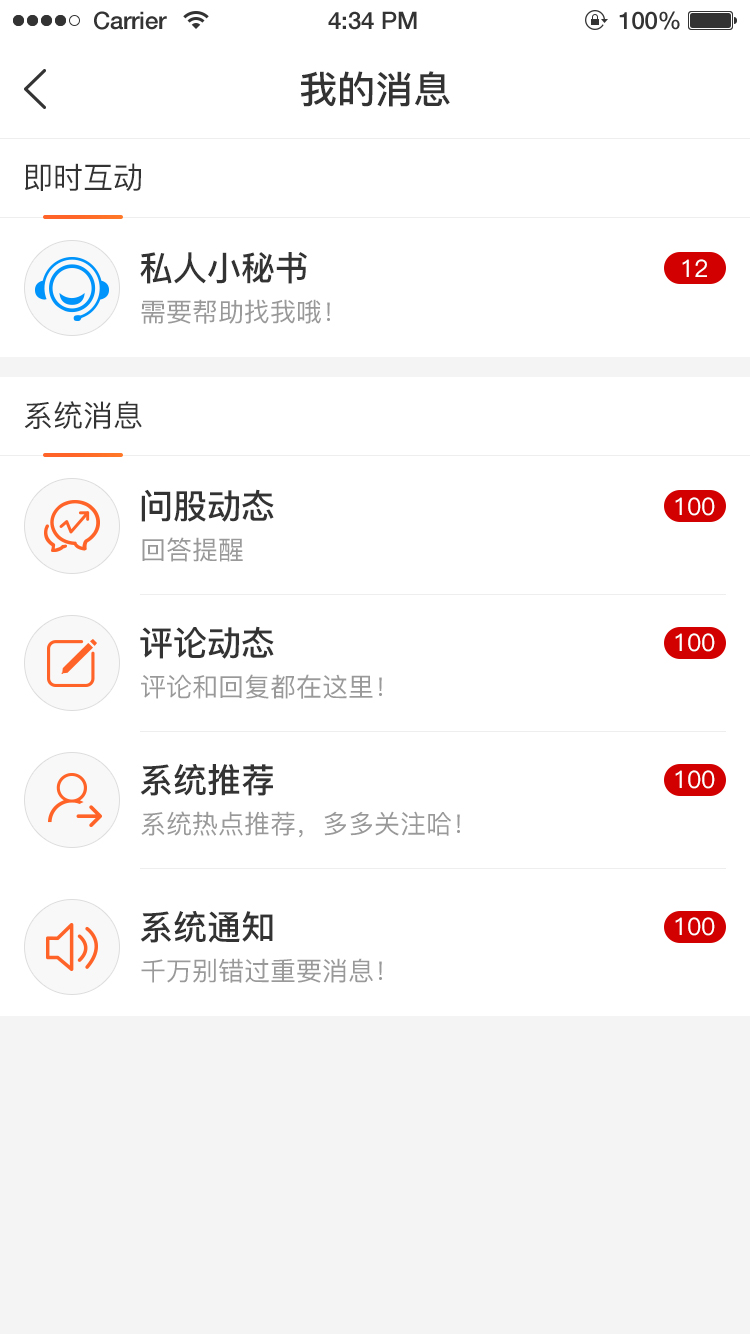 Carrier 4:34 PM 100%
我的消息
即时互动
私人小秘书 12
需要帮助找我哦!
系统消息
问股动态 100
回答提醒
评论动态 100
评论和回复都在这里!
系统推荐 100
系统热点推荐，多多关注哈!
系统通知 100
千万别错过重要消息!